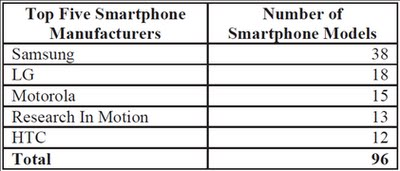 Top Five Smartphone Manufacturers Number of Smartphone Models
Samsung 38
LG 18
Motorola 15
Research In Motion 13
HTC 12
Total 96